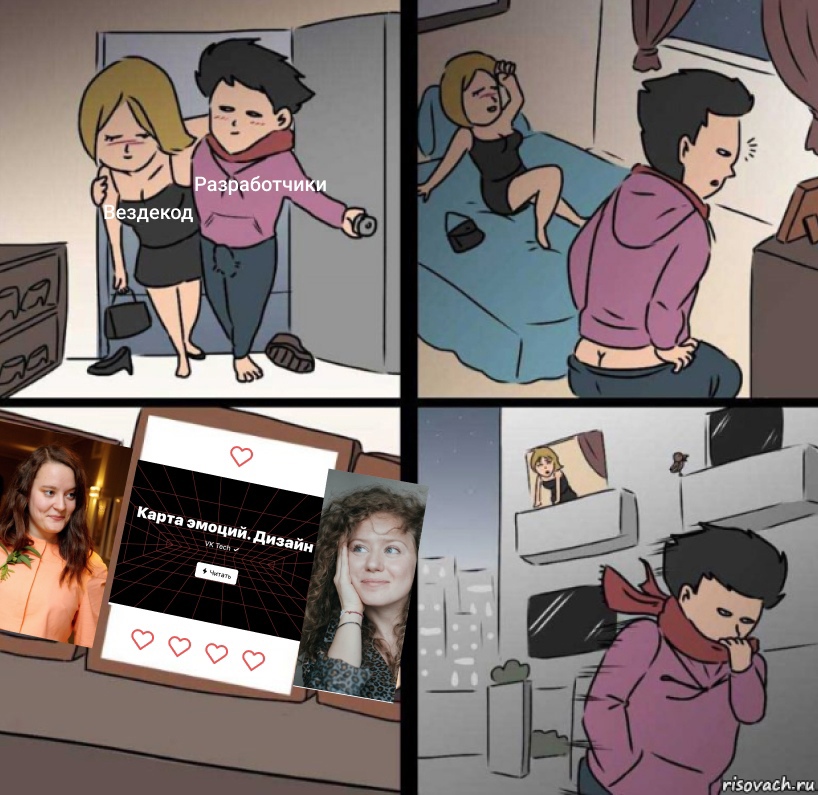 Разработчики
Вездекод
Карта эмоций. Дизайн
VK Tech
Читать
risovach.ru